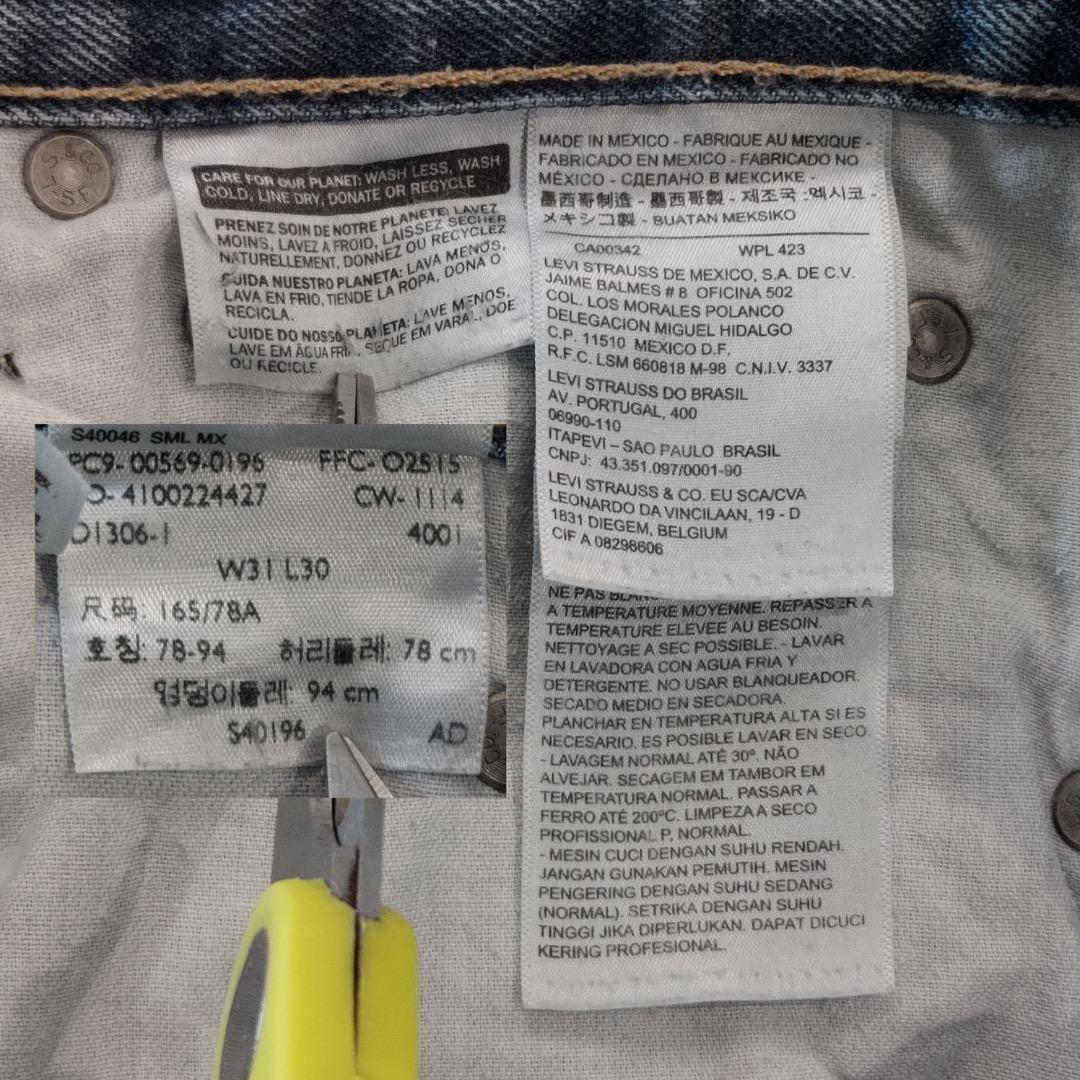 CARE FOR OUR PLANET: WASH LESS, WASH
COLD, LINE DRY, DONATE OR RECYCLE
PRENEZ SOIN DE NOTRE PLANETE: LAVEZ
MOINS, LAVEZ A FROID, LAISSEZ SECHER
NATURELLEMENT, DONNEZ OU RECYCLEZ
CUIDA NUESTRO PLANETA: LAVA MENOS,
LAVA EN FRIO, TIENDE LA ROPA, DONA O
RECICLA.
CUIDE DO NOSSO PLANETA: LAVE MENOS,
LAVE EM ÁGUA FRIA, SEQUE EM VARAL, DOE
OU RECICLE.
S40046 SML MX
PC9-00569-0196 FFC-O2515
4100224427 CW-1114
01306-1 4001
W31 L30
尺码: 165/78A
호칭: 78-94 허리둘레: 78 cm
엉덩이둘레: 94 cm
S40196 AD
MADE IN MEXICO - FABRIQUE AU MEXIQUE -
FABRICADO EN MEXICO - FABRICADO NO
MÉXICO - СДЕЛАНО В МЕКСИКЕ -
墨西哥制造 - 墨西哥製 - 제조국 :멕시코 -
メキシコ製 - BUATAN MEKSIKO
CA00342 WPL 423
LEVI STRAUSS DE MEXICO, S.A. DE C.V.
JAIME BALMES # 8 OFICINA 502
COL. LOS MORALES POLANCO
DELEGACION MIGUEL HIDALGO
C.P. 11510 MEXICO D.F.
R.F.C. LSM 660818 M-98 C.N.I.V. 3337
LEVI STRAUSS DO BRASIL
AV. PORTUGAL, 400
06990-110
ITAPEVI – SAO PAULO BRASIL
CNPJ: 43.351.097/0001-90
LEVI STRAUSS & CO. EU SCA/CVA
LEONARDO DA VINCILAAN, 19 - D
1831 DIEGEM, BELGIUM
CIF A 08298606
NE PAS
A TEMPERATURE MOYENNE. REPASSER A
TEMPERATURE ELEVEE AU BESOIN.
NETTOYAGE A SEC POSSIBLE. - LAVAR
EN LAVADORA CON AGUA FRIA Y
DETERGENTE. NO USAR BLANQUEADOR.
SECADO MEDIO EN SECADORA.
PLANCHAR EN TEMPERATURA ALTA SI ES
NECESARIO. ES POSIBLE LAVAR EN SECO
- LAVAGEM NORMAL ATÉ 30°. NÃO
ALVEJAR. SECAGEM EM TAMBOR EM
TEMPERATURA NORMAL. PASSAR A
FERRO ATÉ 200°C. LIMPEZA A SECO
PROFISSIONAL P, NORMAL.
- MESIN CUCI DENGAN SUHU RENDAH.
JANGAN GUNAKAN PEMUTIH. MESIN
PENGERING DENGAN SUHU SEDANG
(NORMAL). SETRIKA DENGAN SUHU
TINGGI JIKA DIPERLUKAN. DAPAT DICUCI
KERING PROFESIONAL.